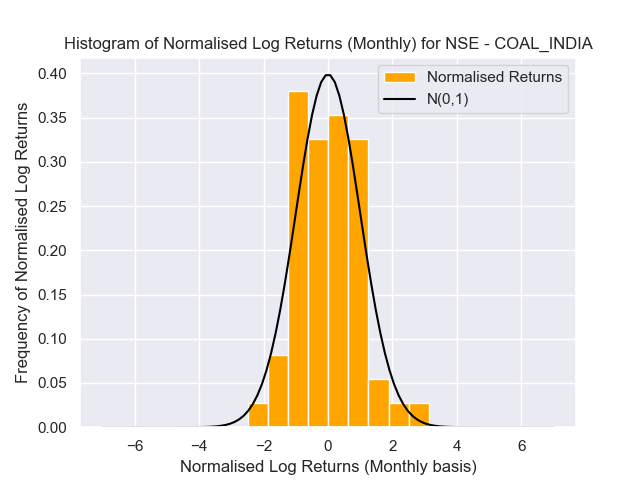 Histogram of Normalised Log Returns (Monthly) for NSE - COAL_INDIA
Normalised Returns
N(0,1)
Frequency of Normalised Log Returns
0.40
0.35
0.30
0.25
0.20
0.15
0.10
0.05
0.00
−6 −4 −2 0 2 4 6
Normalised Log Returns (Monthly basis)